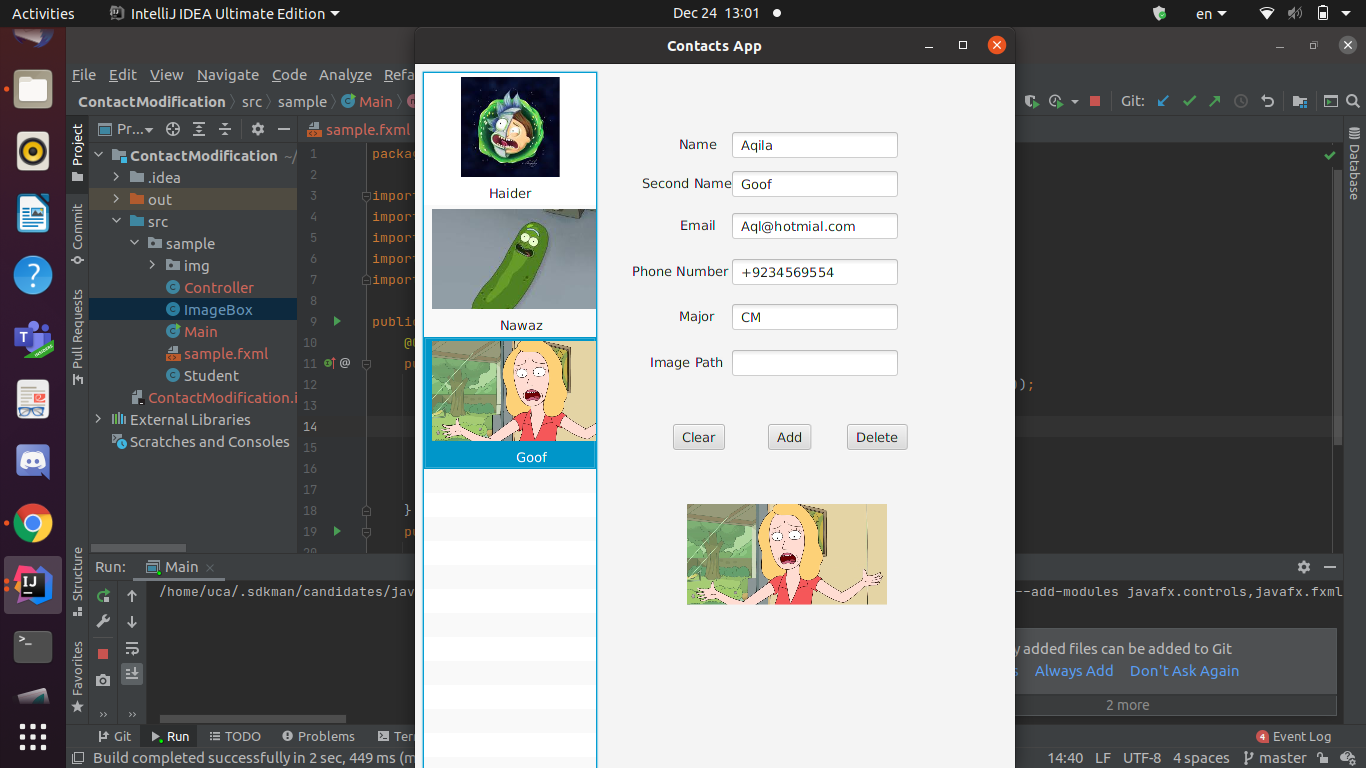 Activities IntelliJ IDEA Ultimate Edition Dec 24 13:01 en
Contacts App
File Edit View Navigate Code Analyze Refa
ContactModification src sample Main Git:
Pr... sample.fxml
Project
Commit
Pull Requests
Structure
Favorites
Database
ContactModification ~/
.idea
out
src
sample
img
Controller
ImageBox
Main
sample.fxml
Student
ContactModification.i
External Libraries
Scratches and Consoles
1 packa
2
3 impor
4 impor
5 impor
6 impor
7 impor
8
9 public
10
11 @ pu
12 );
13
14
15
16
17
18 }
19 pu
20
Haider
Nawaz
Goof
Name Aqila
Second Name Goof
Email Aql@hotmial.com
Phone Number +9234569554
Major CM
Image Path
Clear Add Delete
Run: Main
/home/uca/.sdkman/candidates/jav --add-modules javafx.controls,javafx.fxml
y added files can be added to Git
s Always Add Don't Ask Again
2 more
Git Run TODO Problems Ter 4 Event Log
Build completed successfully in 2 sec, 449 ms (m 14:40 LF UTF-8 4 spaces master